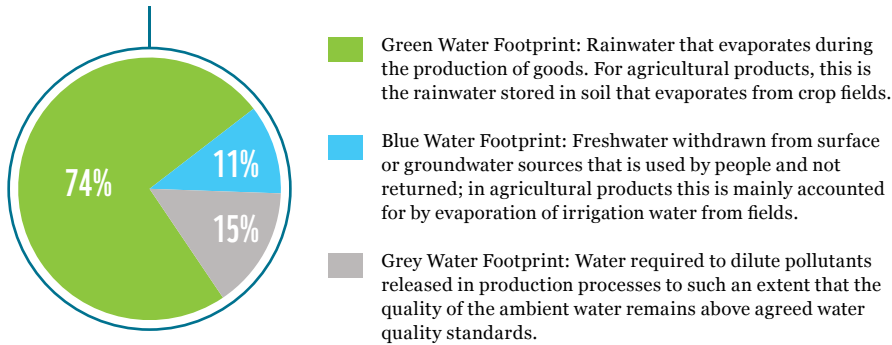 74%
11%
15%
Green Water Footprint: Rainwater that evaporates during
the production of goods. For agricultural products, this is
the rainwater stored in soil that evaporates from crop fields.
Blue Water Footprint: Freshwater withdrawn from surface
or groundwater sources that is used by people and not
returned; in agricultural products this is mainly accounted
for by evaporation of irrigation water from fields.
Grey Water Footprint: Water required to dilute pollutants
released in production processes to such an extent that the
quality of the ambient water remains above agreed water
quality standards.